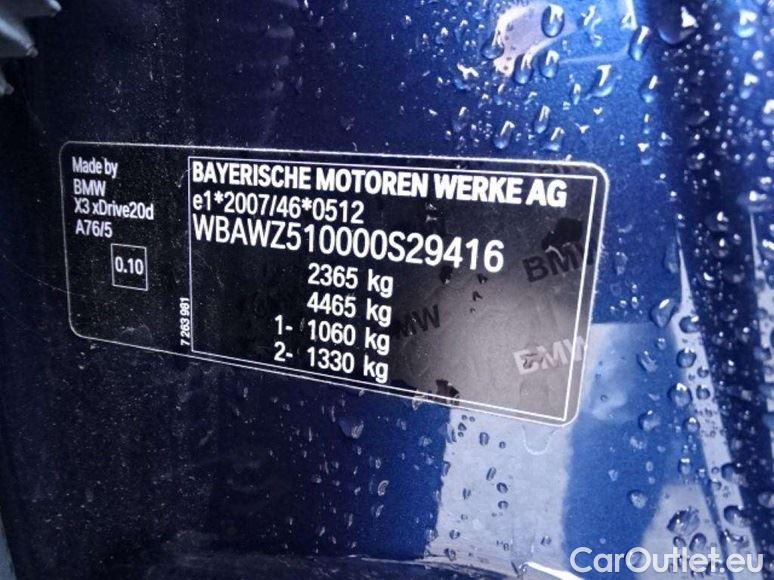 Made by
BMW
X3 xDrive20d
A76/5
0.10
7 263 981
BAYERISCHE MOTOREN WERKE AG
e1*2007/46*0512
WBAWZ510000S29416
2365 kg
4465 kg
1- 1060 kg
2- 1330 kg
BMW
BMW
BMW
CarOutlet.eu